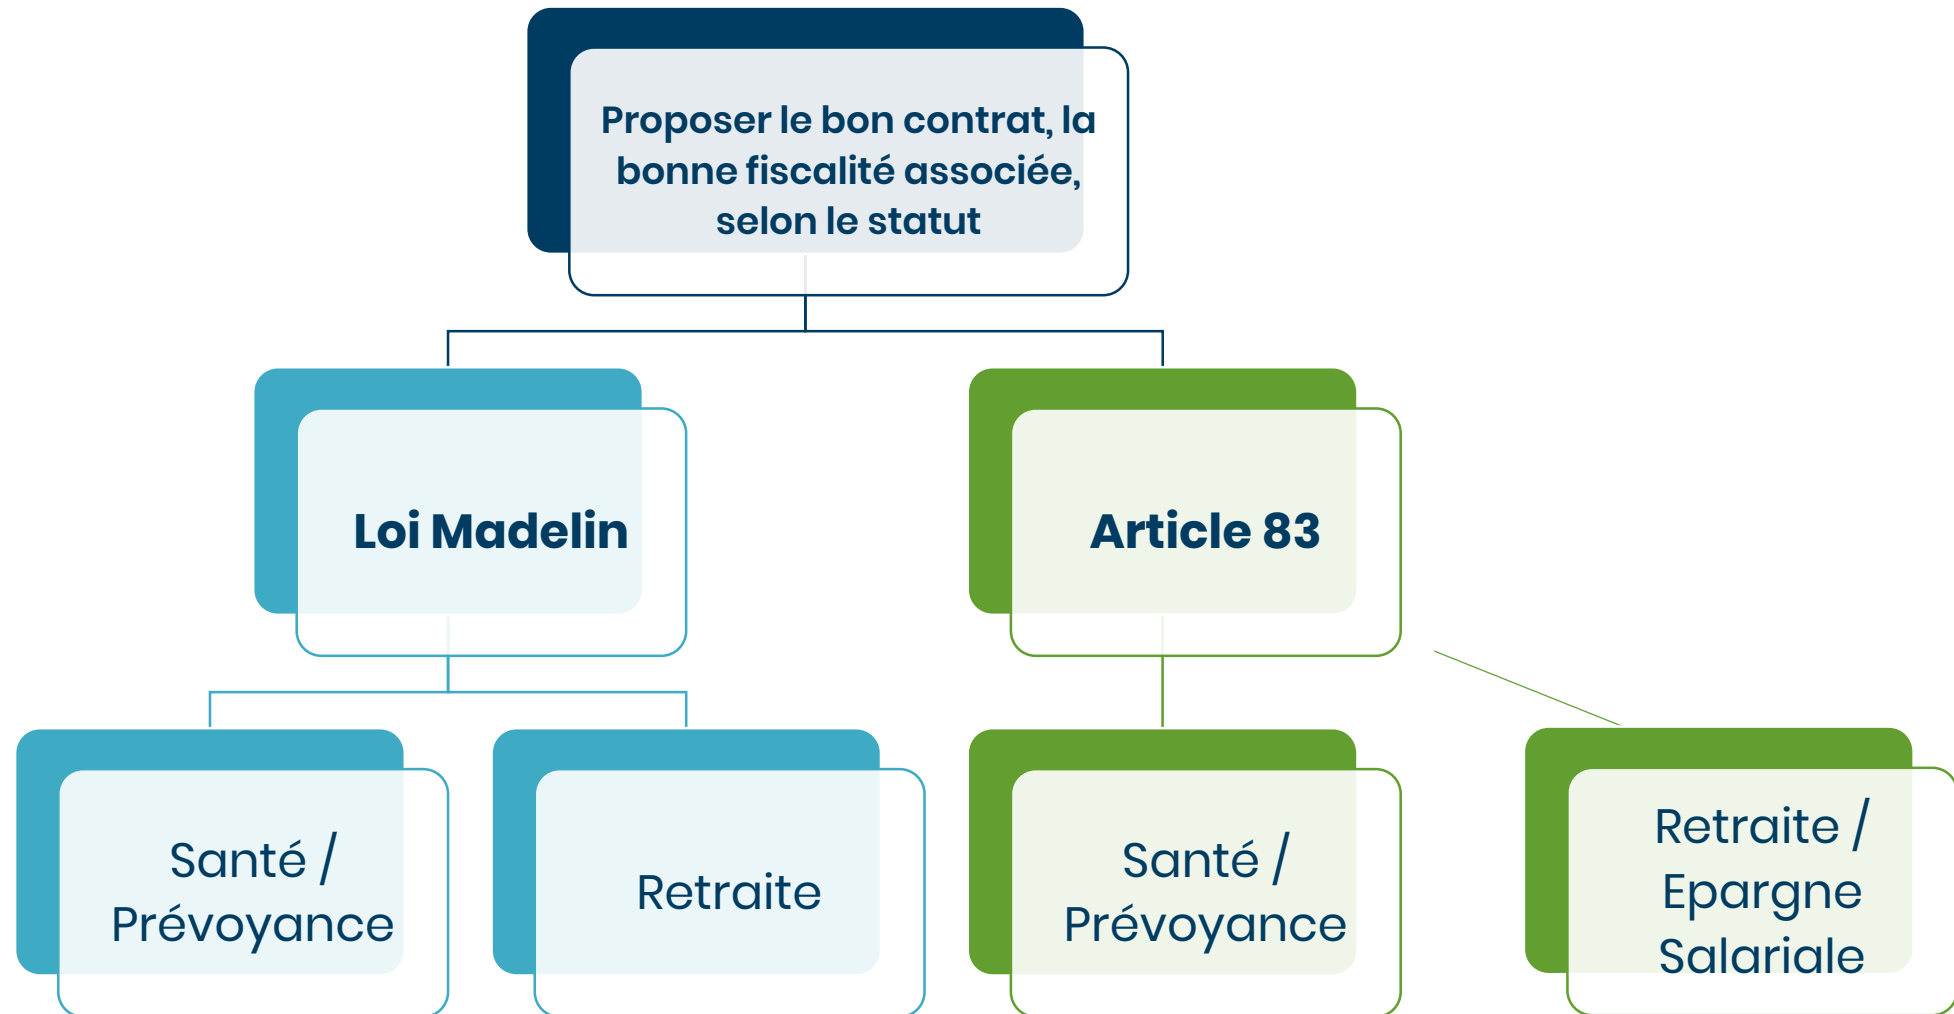 Proposer le bon contrat, la
bonne fiscalité associée,
selon le statut
Loi Madelin
Article 83
Santé /
Prévoyance
Retraite
Santé /
Prévoyance
Retraite /
Epargne
Salariale